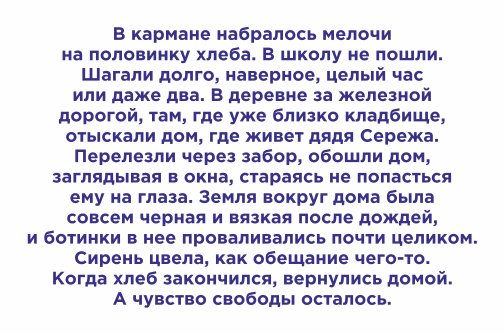 В кармане набралось мелочи
на половинку хлеба. В школу не пошли.
Шагали долго, наверное, целый час
или даже два. В деревне за железной
дорогой, там, где уже близко кладбище,
отыскали дом, где живет дядя Сережа.
Перелезли через забор, обошли дом,
заглядывая в окна, стараясь не попасться
ему на глаза. Земля вокруг дома была
совсем черная и вязкая после дождей,
и ботинки в нее проваливались почти целиком.
Сирень цвела, как обещание чего-то.
Когда хлеб закончился, вернулись домой.
А чувство свободы осталось.